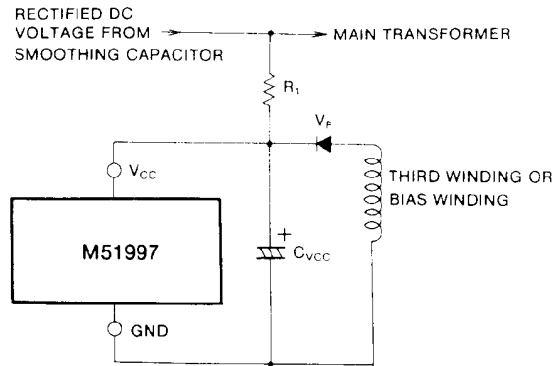 RECTIFIED DC
VOLTAGE FROM
SMOOTHING CAPACITOR
MAIN TRANSFORMER
R1
VF
VCC
THIRD WINDING OR
BIAS WINDING
M51997
+
CVCC
GND